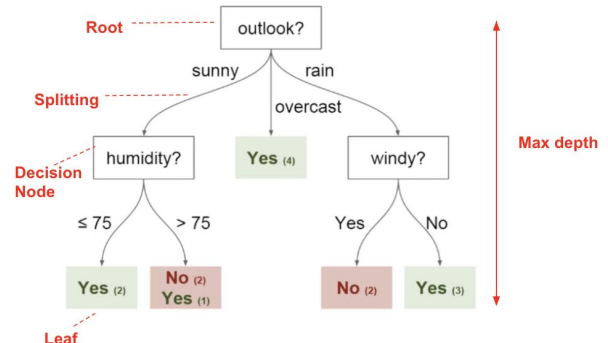 Root
outlook?
sunny
rain
Splitting
overcast
Max depth
humidity?
Yes (4)
windy?
Decision
Node
≤ 75
> 75
Yes
No
Yes (2)
No (2)
Yes (1)
No (2)
Yes (3)
Leaf